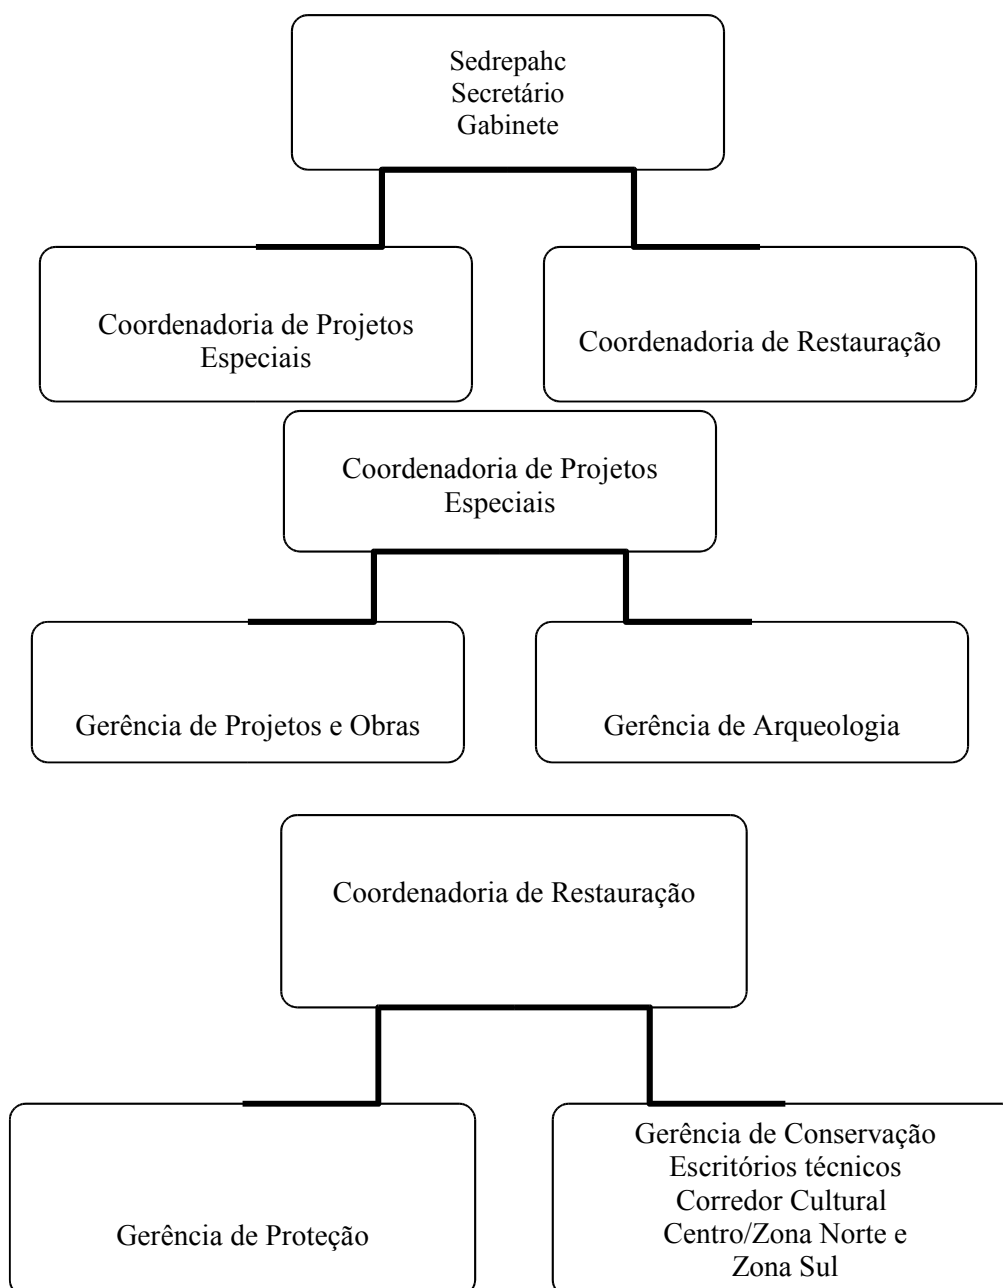 Sedrepahc
Secretário
Gabinete
Coordenadoria de Projetos
Especiais
Coordenadoria de Restauração
Coordenadoria de Projetos
Especiais
Gerência de Projetos e Obras
Gerência de Arqueologia
Coordenadoria de Restauração
Gerência de Proteção
Gerência de Conservação
Escritórios técnicos
Corredor Cultural
Centro/Zona Norte e
Zona Sul